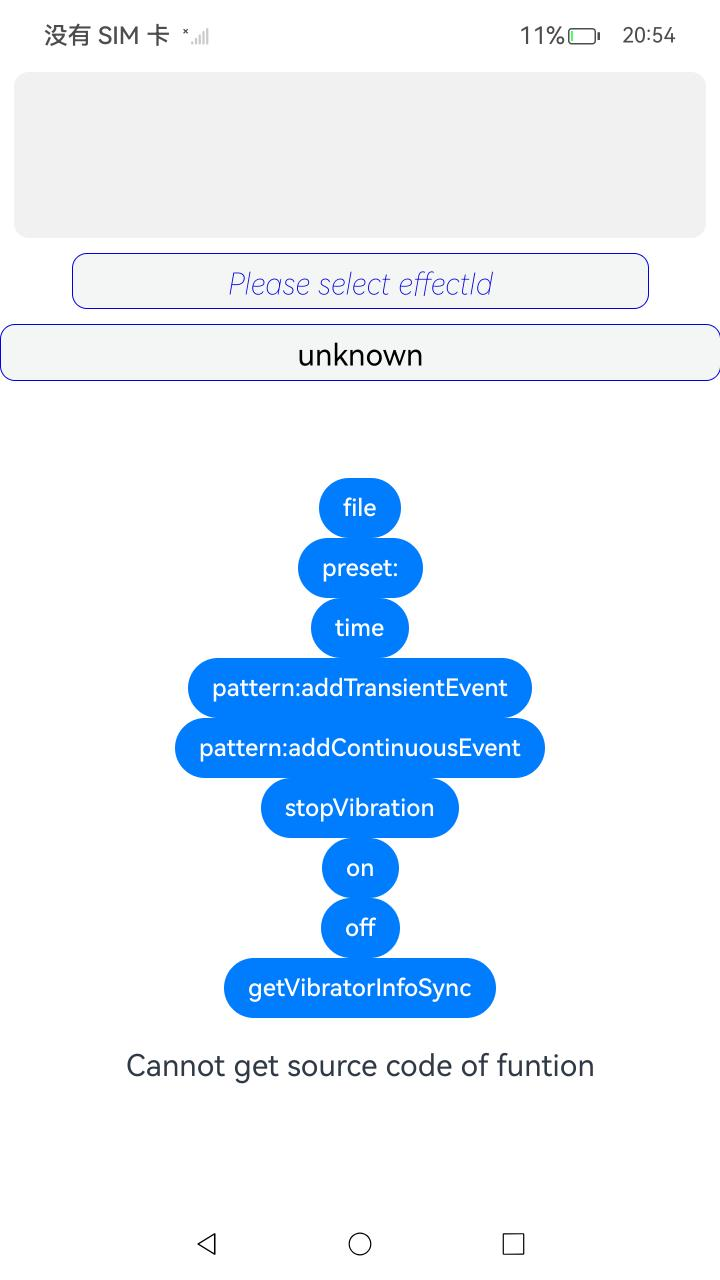 没有 SIM 卡
11%
20:54
Please select effectId
unknown
file
preset:
time
pattern:addTransientEvent
pattern:addContinuousEvent
stopVibration
on
off
getVibratorInfoSync
Cannot get source code of funtion